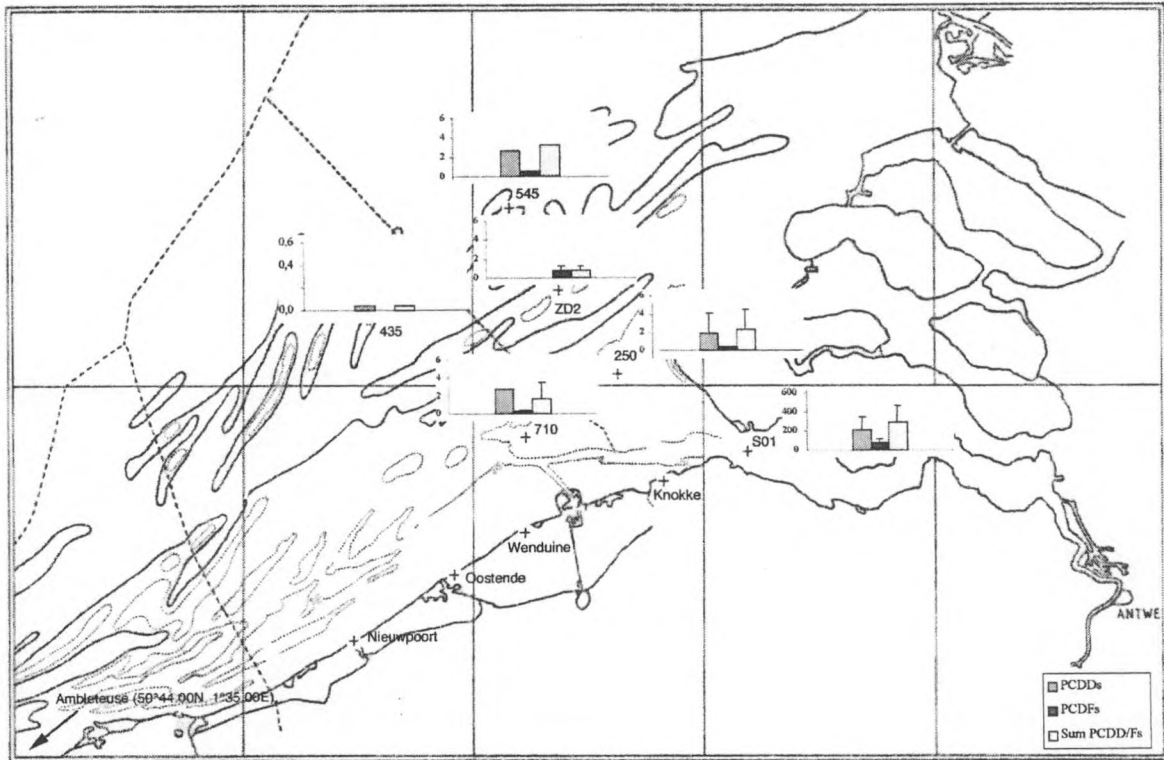 6
4
2
0
545
6
4
2
0
ZD2
0,6
0,4
0,2
0,0
435
6
4
2
0
250
6
4
2
0
710
600
400
200
0
S01
Knokke
Wenduine
Oostende
Nieuwpoort
Ambleteuse (50°44.00N, 1°35.00E)
ANTWE
PCDDs
PCDFs
Sum PCDD/Fs